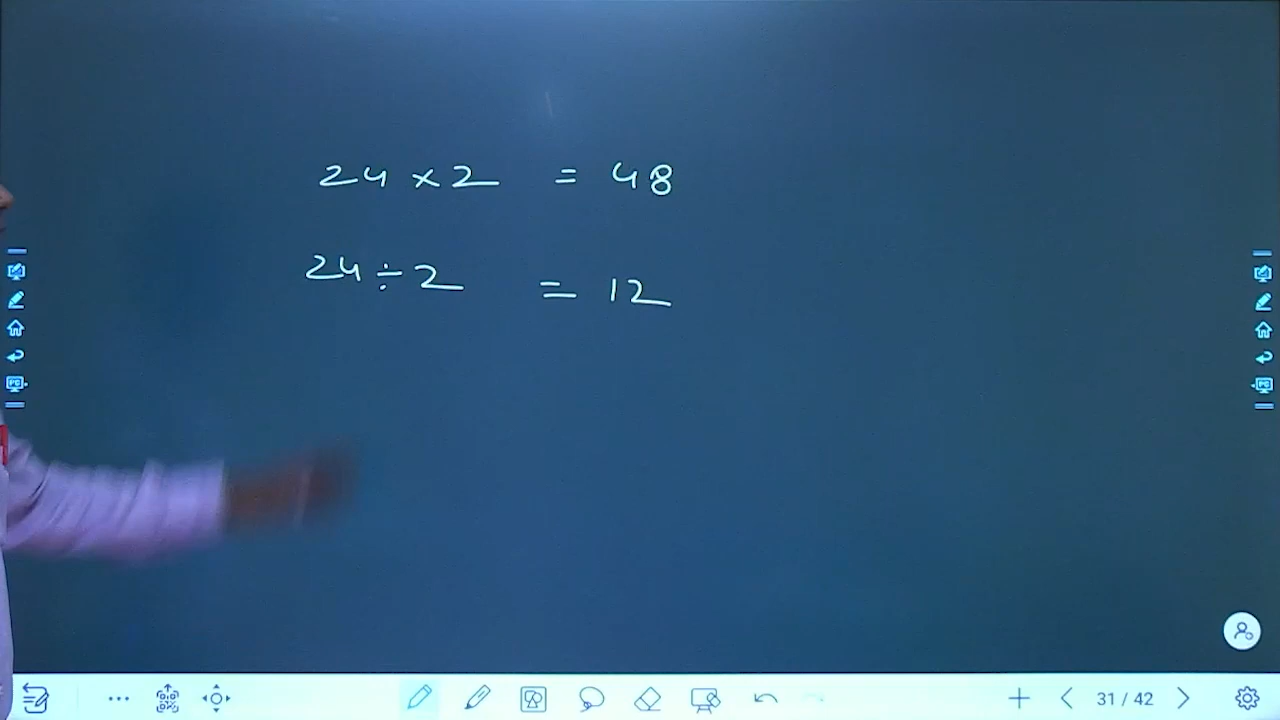 24 × 2 = 48
24 ÷ 2 = 12
31 / 42